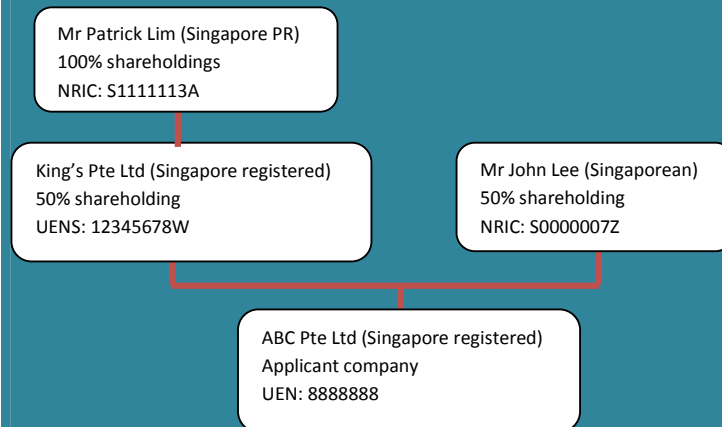 Mr Patrick Lim (Singapore PR)
100% shareholdings
NRIC: S1111113A
King’s Pte Ltd (Singapore registered)
50% shareholding
UENS: 12345678W
Mr John Lee (Singaporean)
50% shareholding
NRIC: S0000007Z
ABC Pte Ltd (Singapore registered)
Applicant company
UEN: 8888888